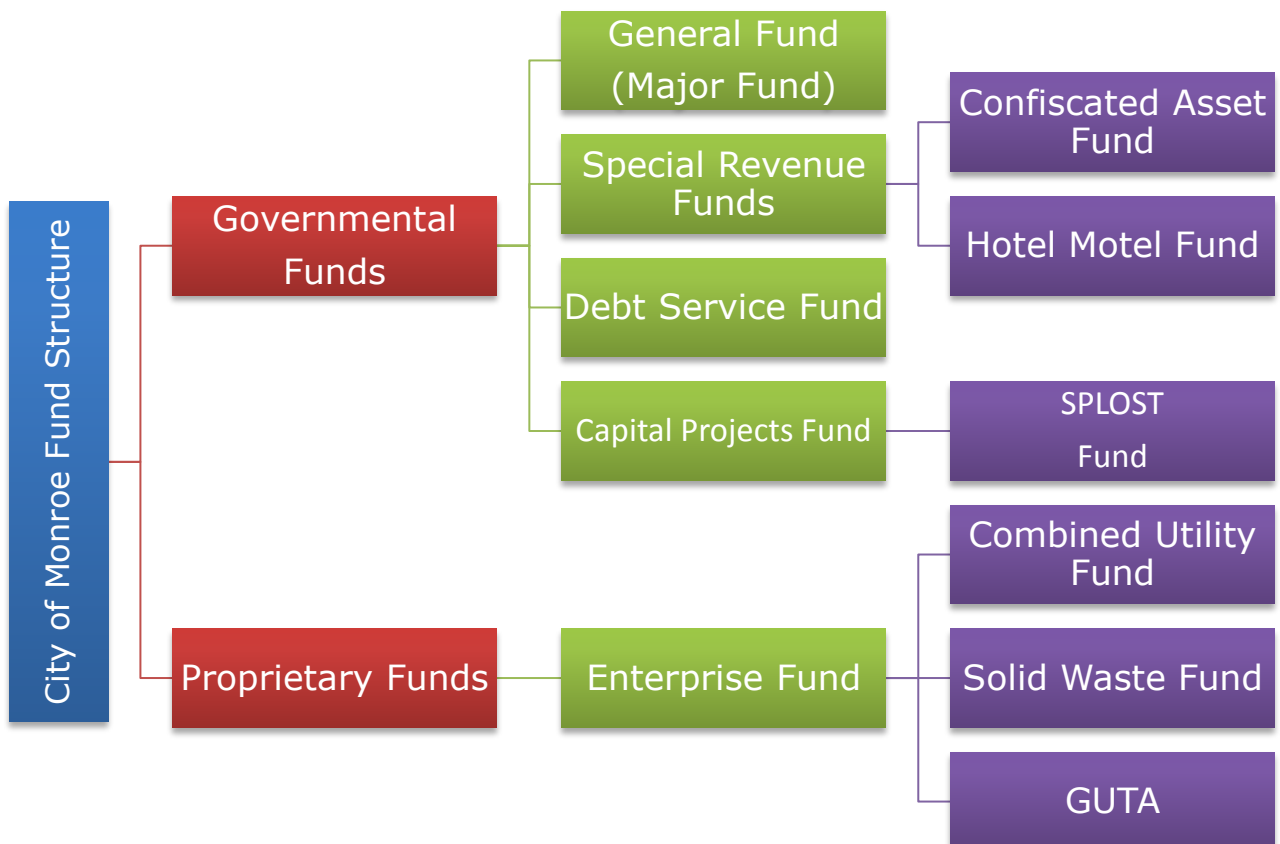 City of Monroe Fund Structure
Governmental
Funds
General Fund
(Major Fund)
Special Revenue
Funds
Confiscated Asset
Fund
Hotel Motel Fund
Debt Service Fund
Capital Projects Fund
SPLOST
Fund
Proprietary Funds
Enterprise Fund
Combined Utility
Fund
Solid Waste Fund
GUTA